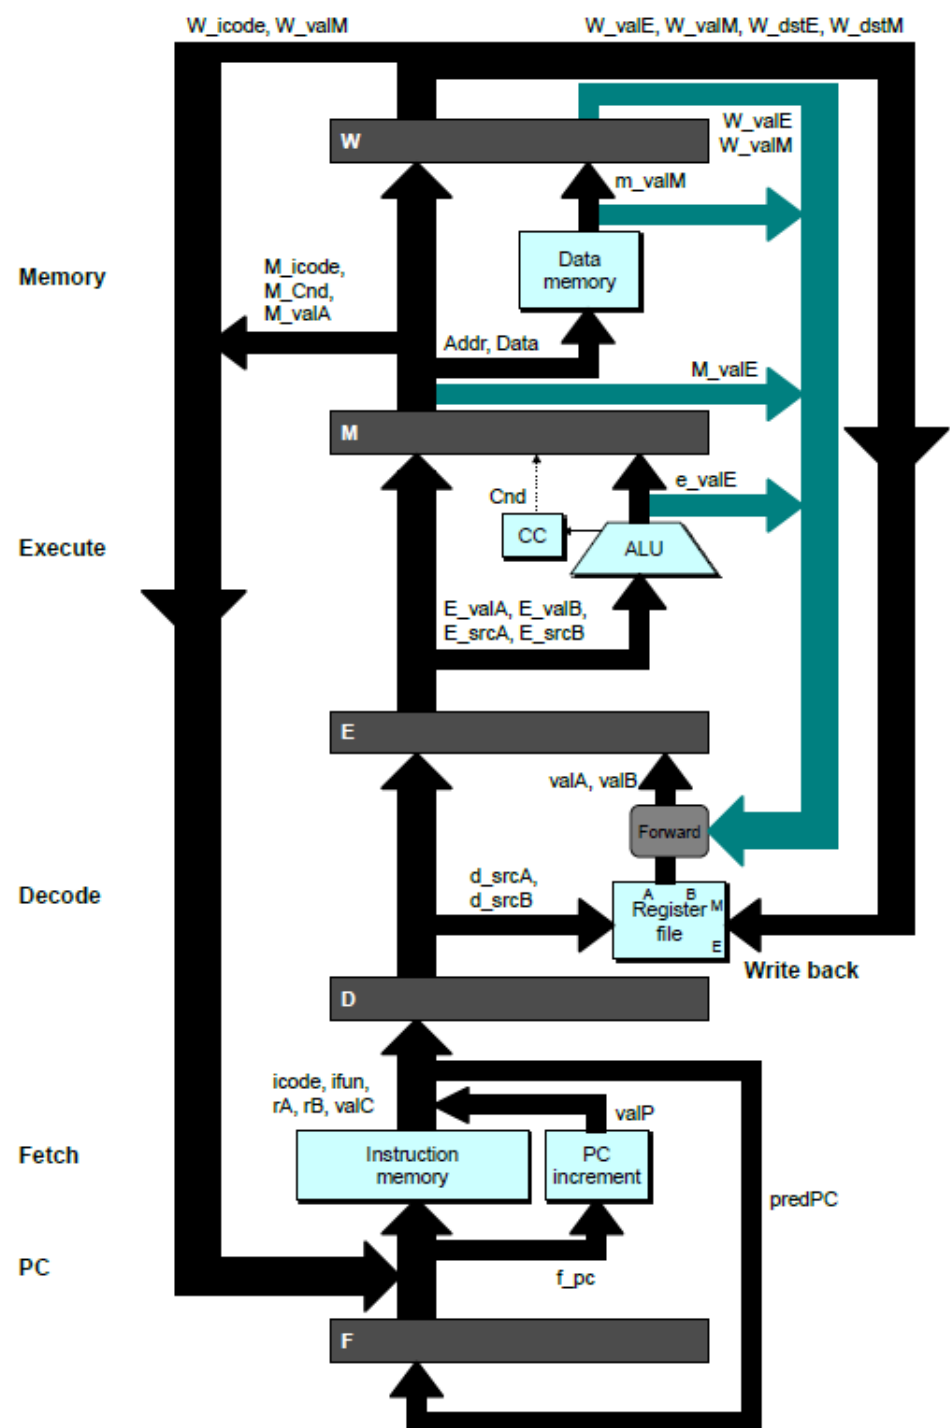 W_icode, W_valM
W_valE, W_valM, W_dstE, W_dstM
W
W_valE
W_valM
m_valM
Memory
Data
memory
M_icode,
M_Cnd,
M_valA
Addr, Data
M_valE
M
e_valE
Cnd
CC
ALU
Execute
E_valA, E_valB,
E_srcA, E_srcB
E
valA, valB
Forward
Decode
d_srcA,
d_srcB
A B
M
Register
file
E
Write back
D
icode, ifun,
rA, rB, valC
valP
Fetch
Instruction
memory
PC
increment
predPC
PC
f_pc
F